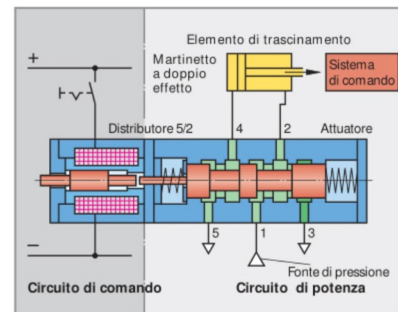 +
Elemento di trascinamento
Martinetto
a doppio
effetto
Sistema
di comando
Distributore 5/2
4
2
Attuatore
5
1
3
–
Fonte di pressione
Circuito di comando
Circuito di potenza